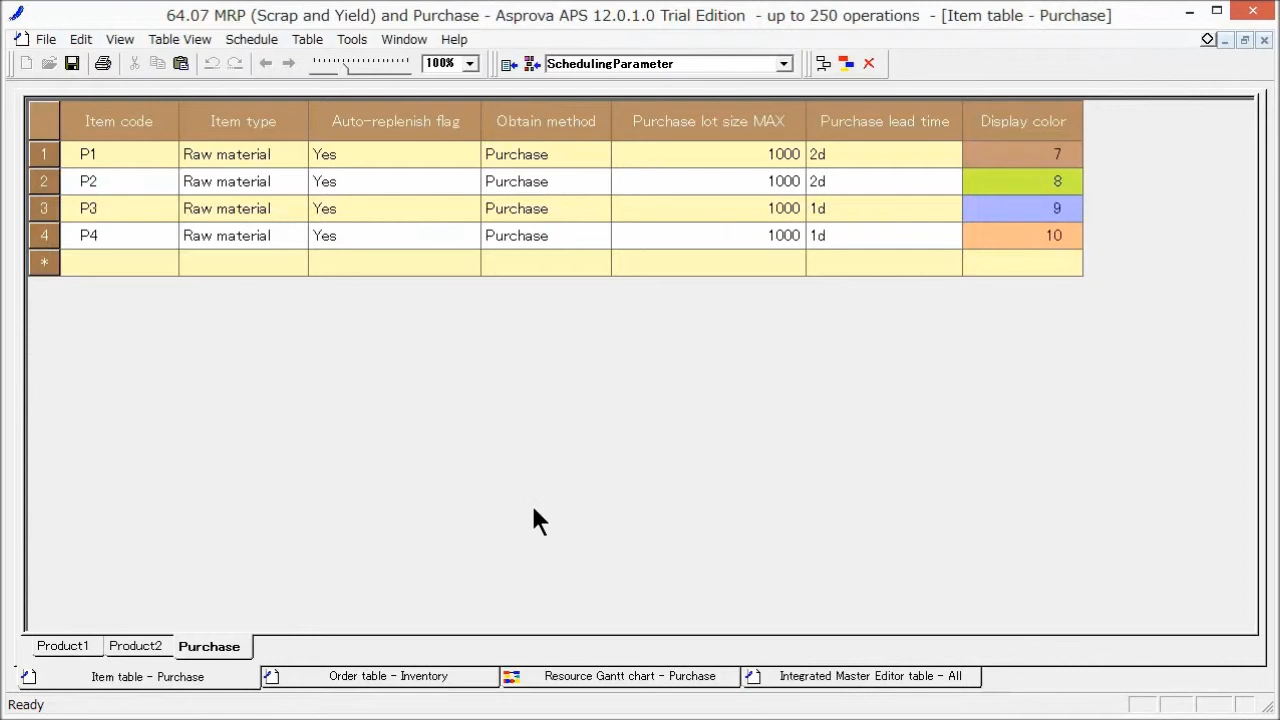 64.07 MRP (Scrap and Yield) and Purchase - Asprova APS 12.0.1.0 Trial Edition - up to 250 operations - [Item table - Purchase]
File Edit View Table View Schedule Table Tools Window Help
100% SchedulingParameter
Item code Item type Auto-replenish flag Obtain method Purchase lot size MAX Purchase lead time Display color
1 P1 Raw material Yes Purchase 1000 2d 7
2 P2 Raw material Yes Purchase 1000 2d 8
3 P3 Raw material Yes Purchase 1000 1d 9
4 P4 Raw material Yes Purchase 1000 1d 10
*
Product1 Product2 Purchase
Item table - Purchase Order table - Inventory Resource Gantt chart - Purchase Integrated Master Editor table - All
Ready